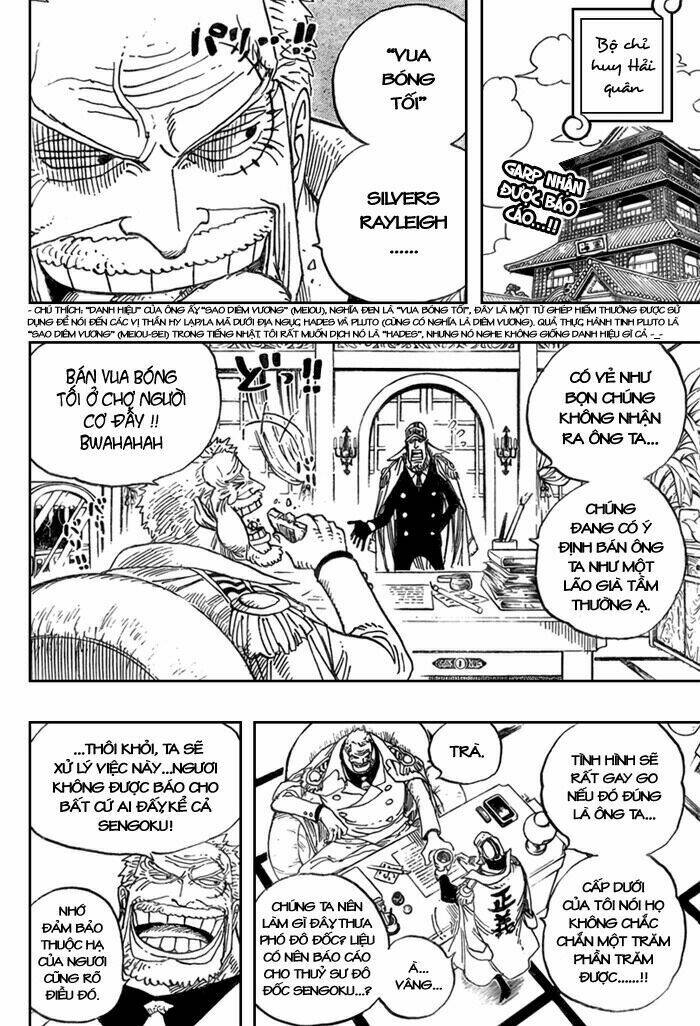 Bộ chỉ
huy Hải
quân
GARP NHẬN
ĐƯỢC BÁO
CÁO...!!
"VUA
BÓNG
TỐI"
SILVERS
RAYLEIGH
......
- CHÚ THÍCH: "DANH HIỆU" CỦA ÔNG ẤY "SAO DIÊM VƯƠNG" (MEIOU), NGHĨA ĐEN LÀ "VUA BÓNG TỐI", ĐÂY LÀ MỘT TỪ GHÉP HIẾM THƯỜNG ĐƯỢC SỬ
DỤNG ĐỂ NÓI ĐẾN CÁC VỊ THẦN HY LẠP/LA MÃ DƯỚI ĐỊA NGỤC, HADES VÀ PLUTO (CŨNG CÓ NGHĨA LÀ DIÊM VƯƠNG). QUẢ THỰC, HÀNH TINH PLUTO LÀ
"SAO DIÊM VƯƠNG" (MEIOU-SEI) TRONG TIẾNG NHẬT. TÔI RẤT MUỐN DỊCH NÓ LÀ "HADES", NHƯNG NÓ NGHE KHÔNG GIỐNG DANH HIỆU GÌ CẢ -_-
CÓ VẺ NHƯ
BỌN CHÚNG
KHÔNG NHẬN
RA ÔNG TA...
CHÚNG
ĐANG CÓ Ý
ĐỊNH BÁN ÔNG
TA NHƯ MỘT
LÃO GIÀ TẦM
THƯỜNG Ạ.
BÁN VUA BÓNG
TỐI Ở CHỢ NGƯỜI
CƠ ĐẤY !!
BWAHAHAH
どっ!!
TÌNH HÌNH SẼ
RẤT GAY GO
NẾU ĐÓ ĐÚNG
LÀ ÔNG TA...
CẤP DƯỚI
CỦA TÔI NÓI HỌ
KHÔNG CHẮC
CHẮN MỘT TRĂM
PHẦN TRĂM
ĐƯỢC......!!
TRÀ.
À...
VÂNG...
正義
CHÚNG TA NÊN
LÀM GÌ ĐÂY, THƯA
PHÓ ĐÔ ĐỐC? LIỆU
CÓ NÊN BÁO CÁO
CHO THUỶ SƯ ĐÔ
ĐỐC SENGOKU...?
...THÔI KHỎI, TA SẼ
XỬ LÝ VIỆC NÀY...NGƯƠI
KHÔNG ĐƯỢC BÁO CHO
BẤT CỨ AI ĐẤY, KỂ CẢ
SENGOKU!
NHỚ
ĐẢM BẢO
THUỘC HẠ
CỦA NGƯƠI
CŨNG RÕ
ĐIỀU ĐÓ.